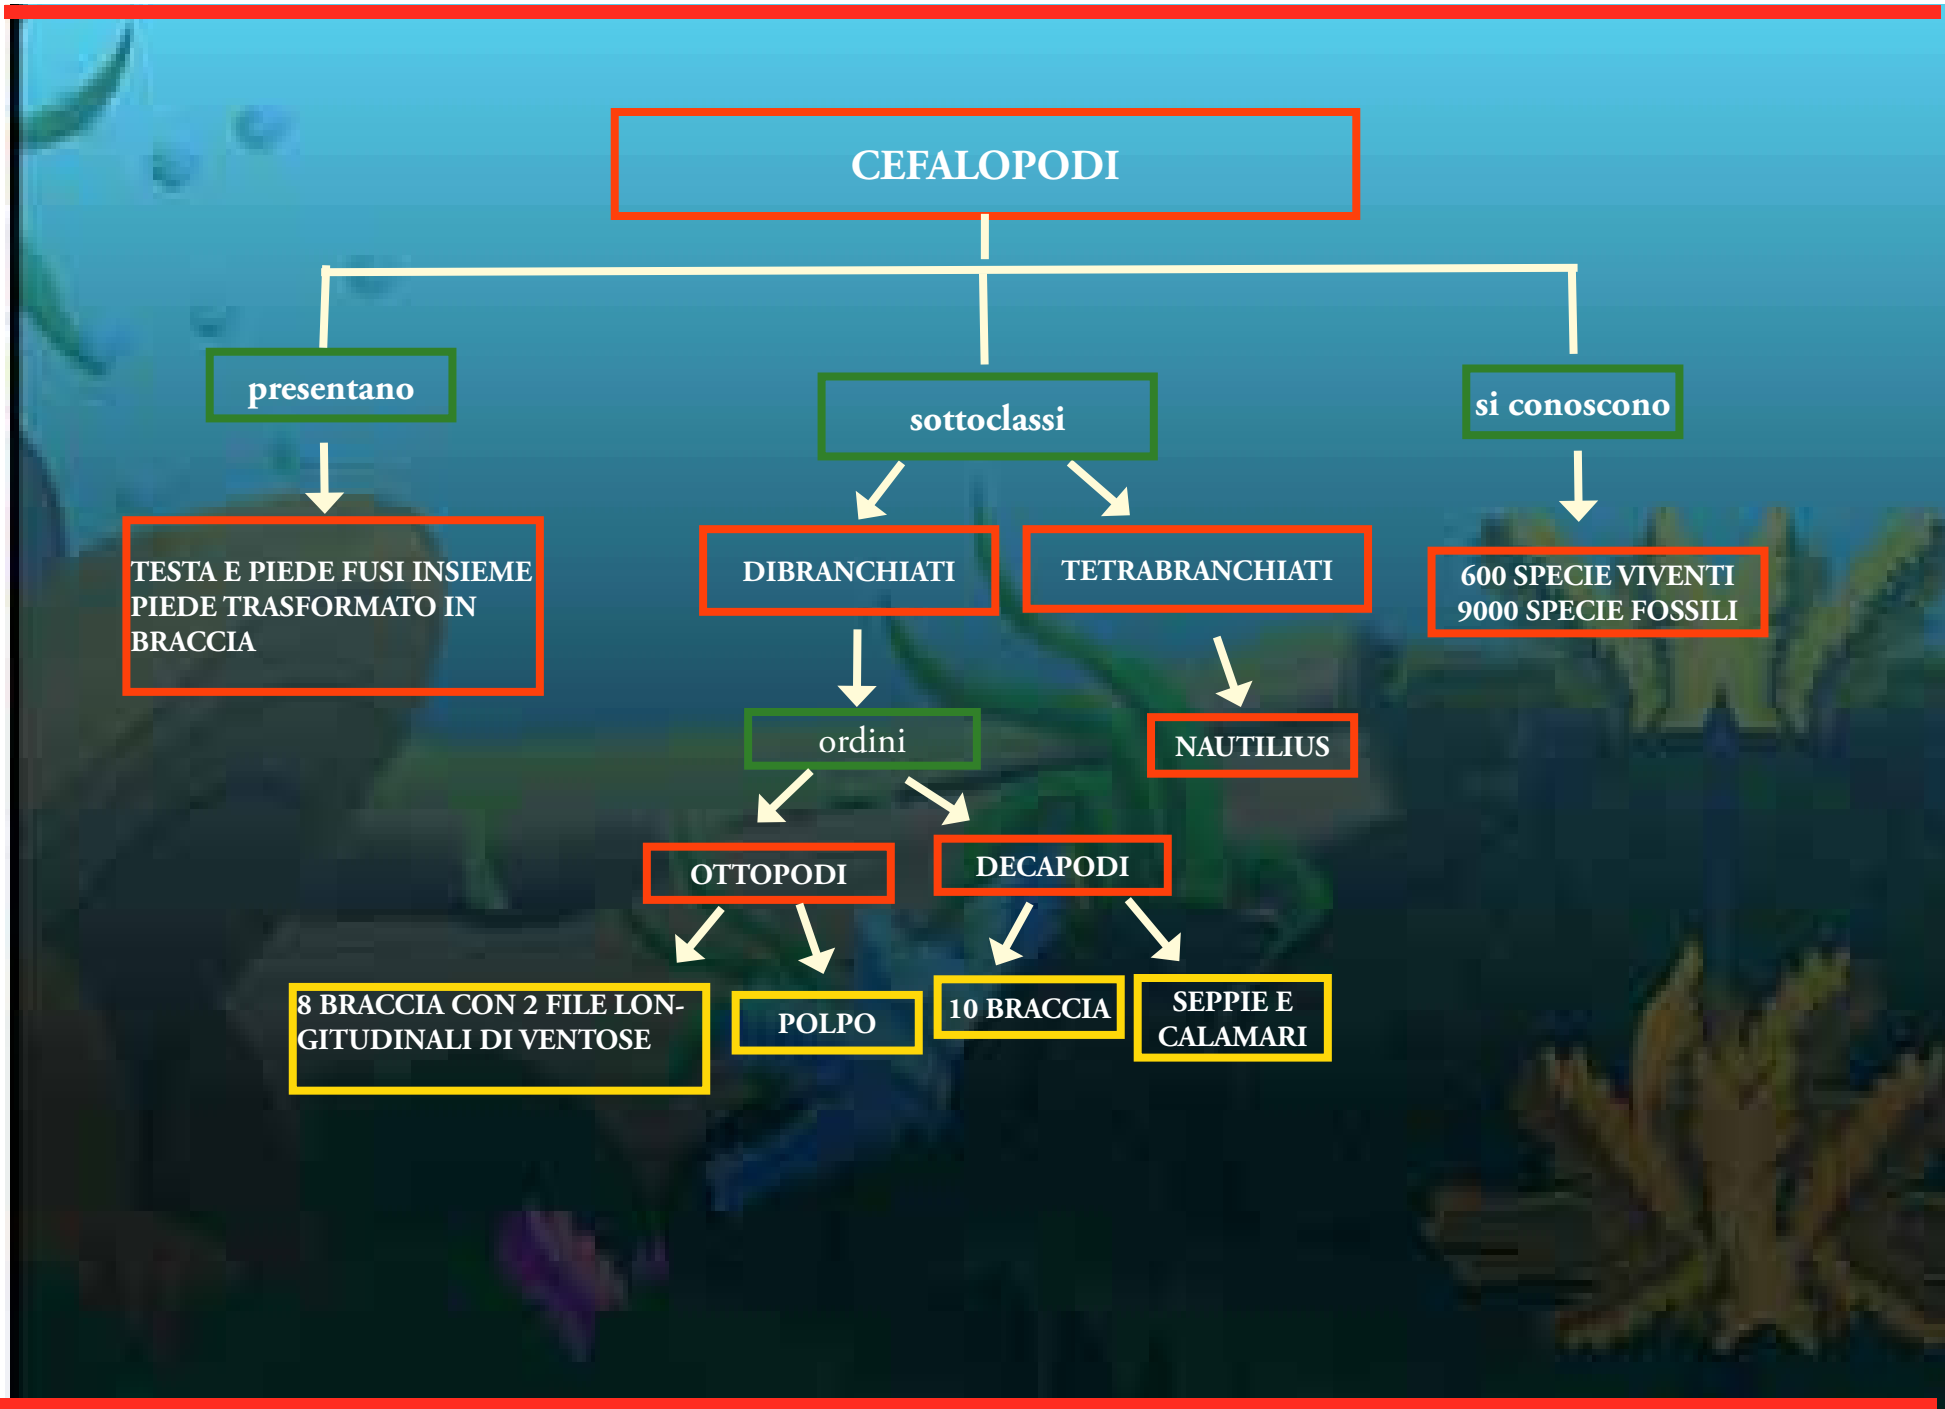 CEFALOPODI
presentano
sottoclassi
si conoscono
TESTA E PIEDE FUSI INSIEME
PIEDE TRASFORMATO IN
BRACCIA
DIBRANCHIATI
TETRABRANCHIATI
600 SPECIE VIVENTI
9000 SPECIE FOSSILI
ordini
NAUTILIUS
OTTOPODI
DECAPODI
8 BRACCIA CON 2 FILE LON-
GITUDINALI DI VENTOSE
POLPO
10 BRACCIA
SEPPIE E
CALAMARI